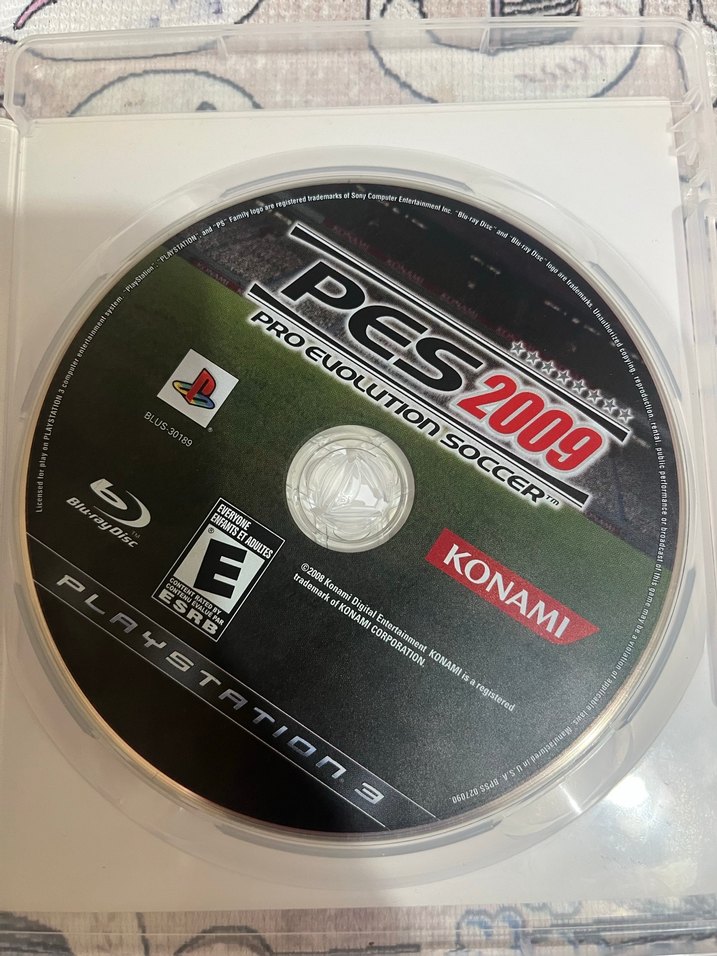 Licensed for play on PLAYSTATION 3 computer entertainment system. "PlayStation", "PLAYSTATION", and "PS" Family logo are registered trademarks of Sony Computer Entertainment Inc. "Blu-ray Disc" and "Blu-ray Disc" logo are trademarks. Unauthorized copying, reproduction, rental, public performance or broadcast of this game may be a violation of applicable laws. Manufactured in U.S.A. BPSS 027090
PES 2009
PRO EVOLUTION SOCCER™
BLUS-30189
Blu-ray Disc™
EVERYONE
ENFANTS ET ADULTES
E
®
CONTENT RATED BY
CONTENU ÉVALUÉ PAR
ESRB
KONAMI
©2008 Konami Digital Entertainment KONAMI is a registered
trademark of KONAMI CORPORATION.
PLAYSTATION 3